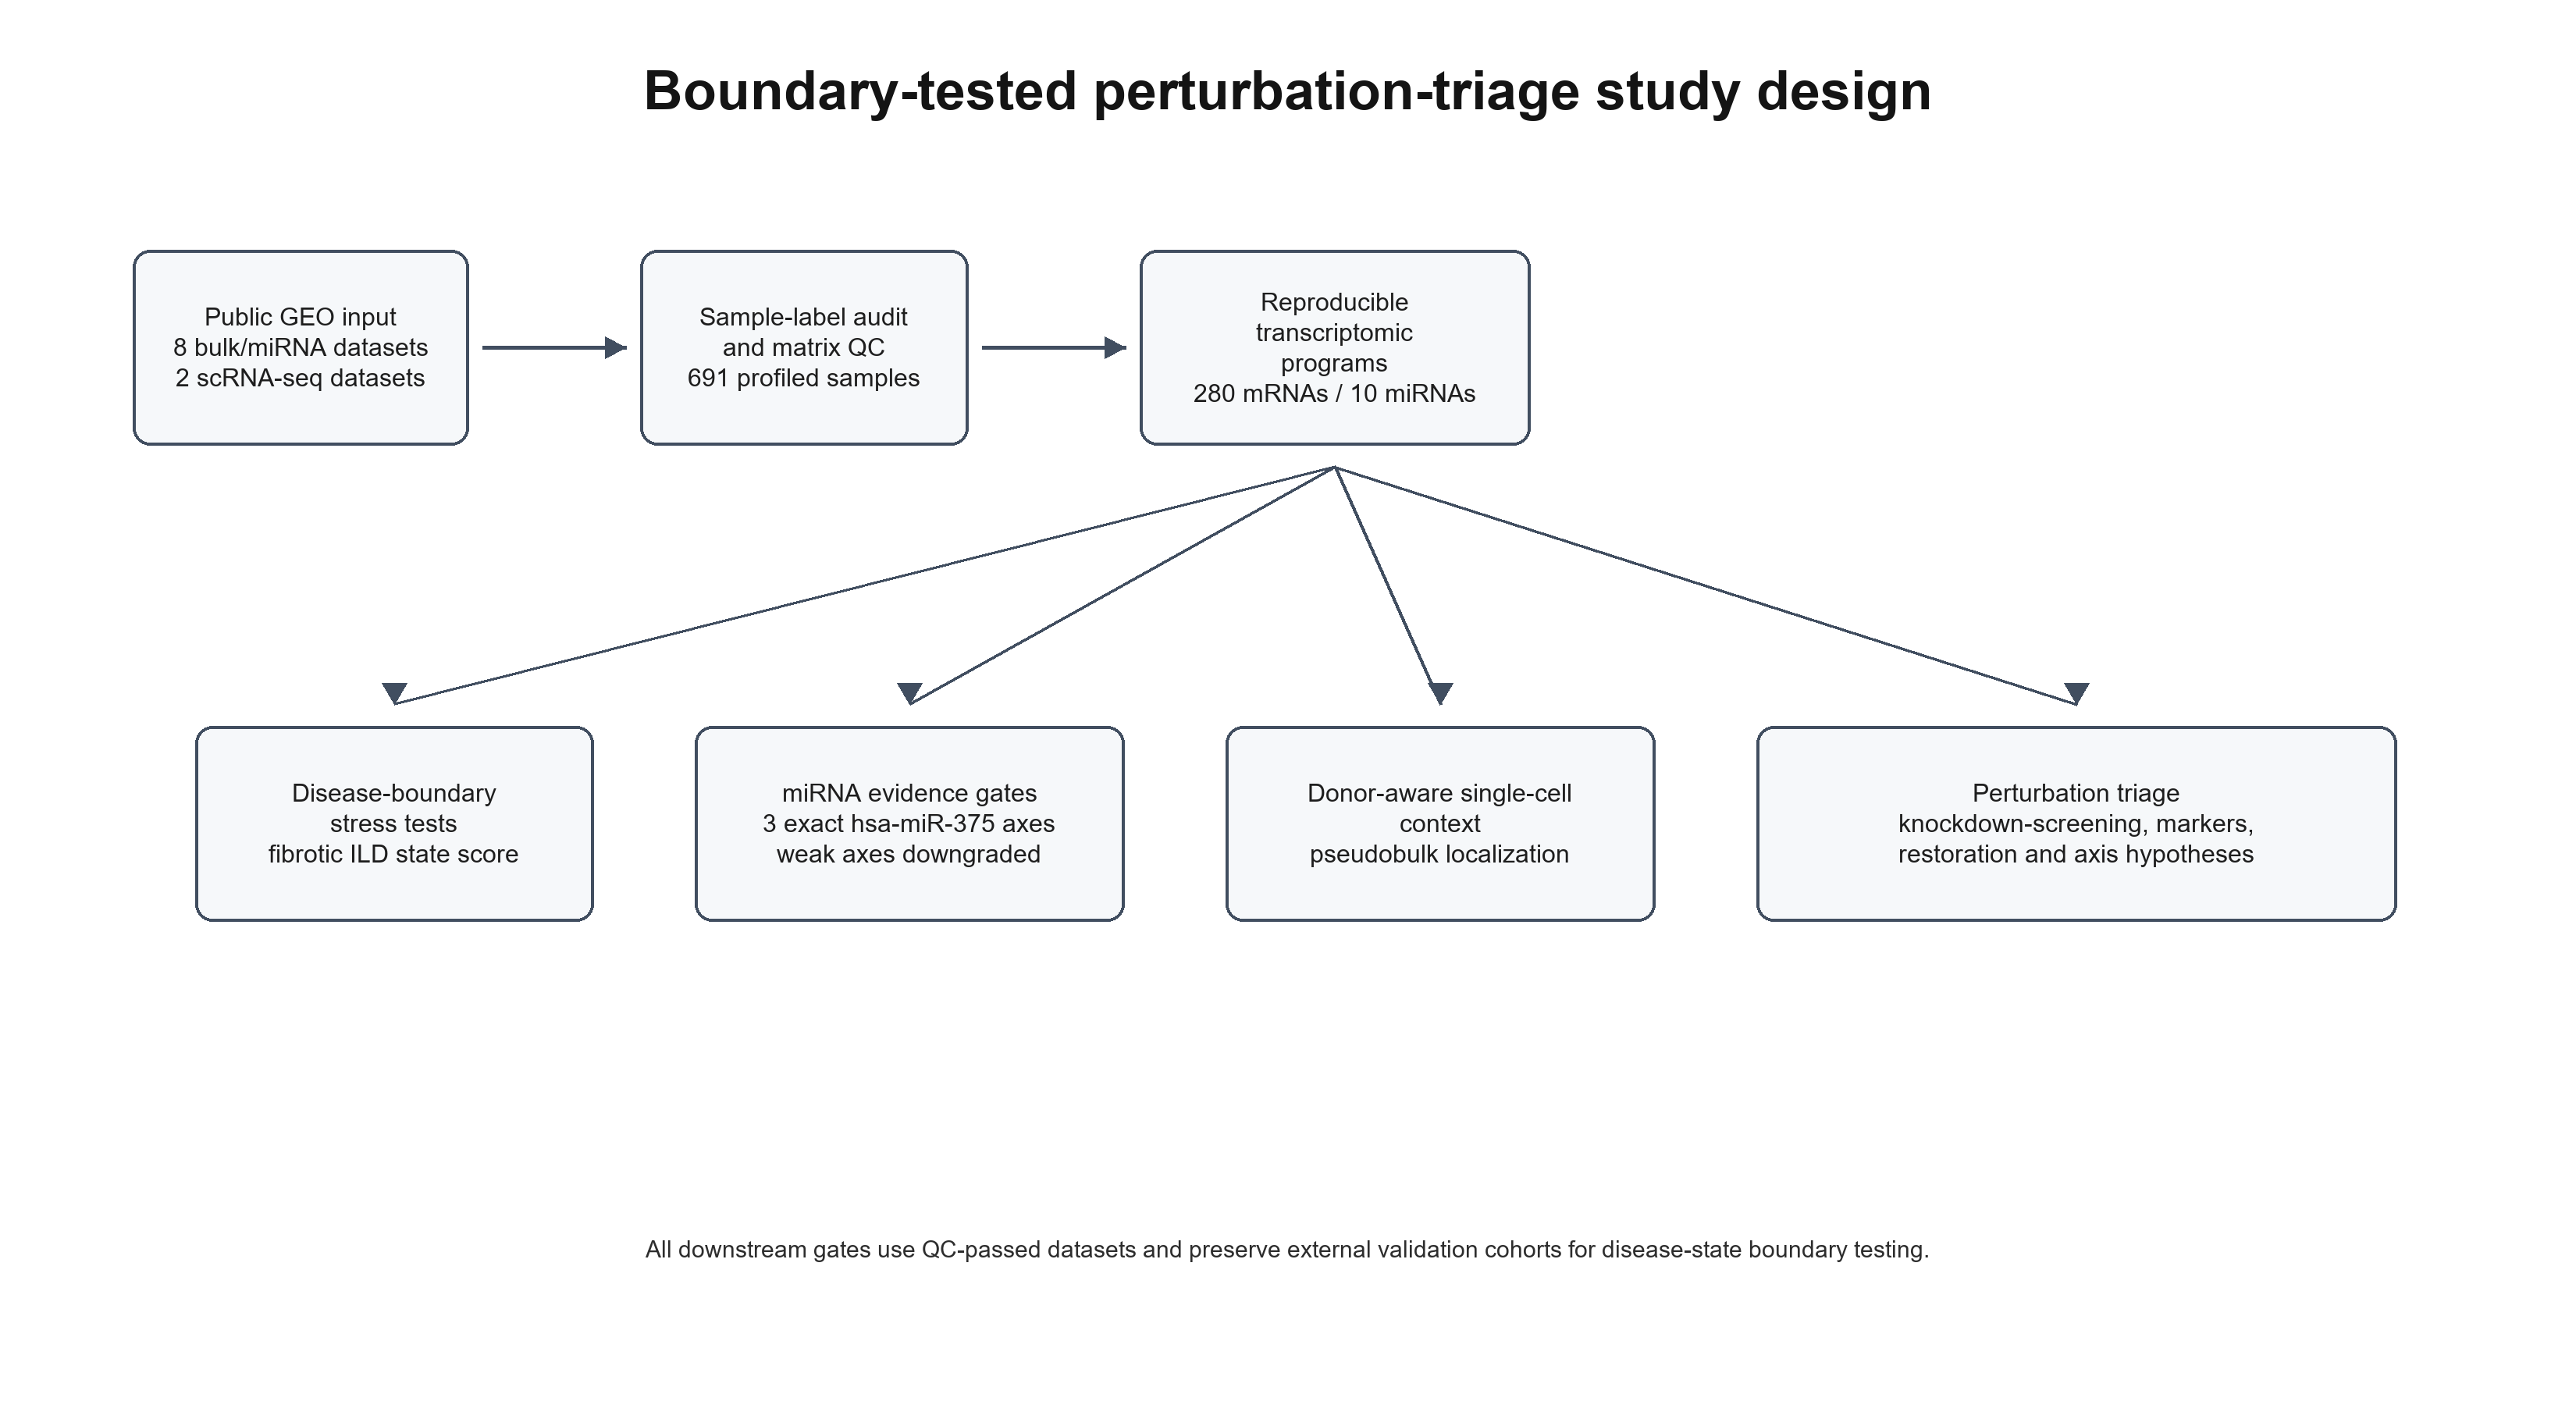 Boundary-tested perturbation-triage study design
Public GEO input
8 bulk/miRNA datasets
2 scRNA-seq datasets
Sample-label audit
and matrix QC
691 profiled samples
Reproducible
transcriptomic
programs
280 mRNAs / 10 miRNAs
Disease-boundary
stress tests
fibrotic ILD state score
miRNA evidence gates
3 exact hsa-miR-375 axes
weak axes downgraded
Donor-aware single-cell
context
pseudobulk localization
Perturbation triage
knockdown-screening, markers,
restoration and axis hypotheses
All downstream gates use QC-passed datasets and preserve external validation cohorts for disease-state boundary testing.